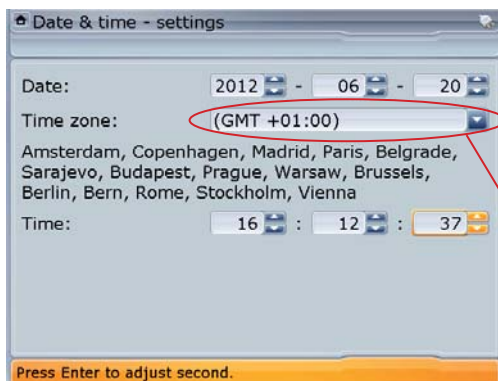 Date & time - settings
Date: 2012 - 06 - 20
Time zone: (GMT +01:00)
Amsterdam, Copenhagen, Madrid, Paris, Belgrade,
Sarajevo, Budapest, Prague, Warsaw, Brussels,
Berlin, Bern, Rome, Stockholm, Vienna
Time: 16 : 12 : 37
Press Enter to adjust second.